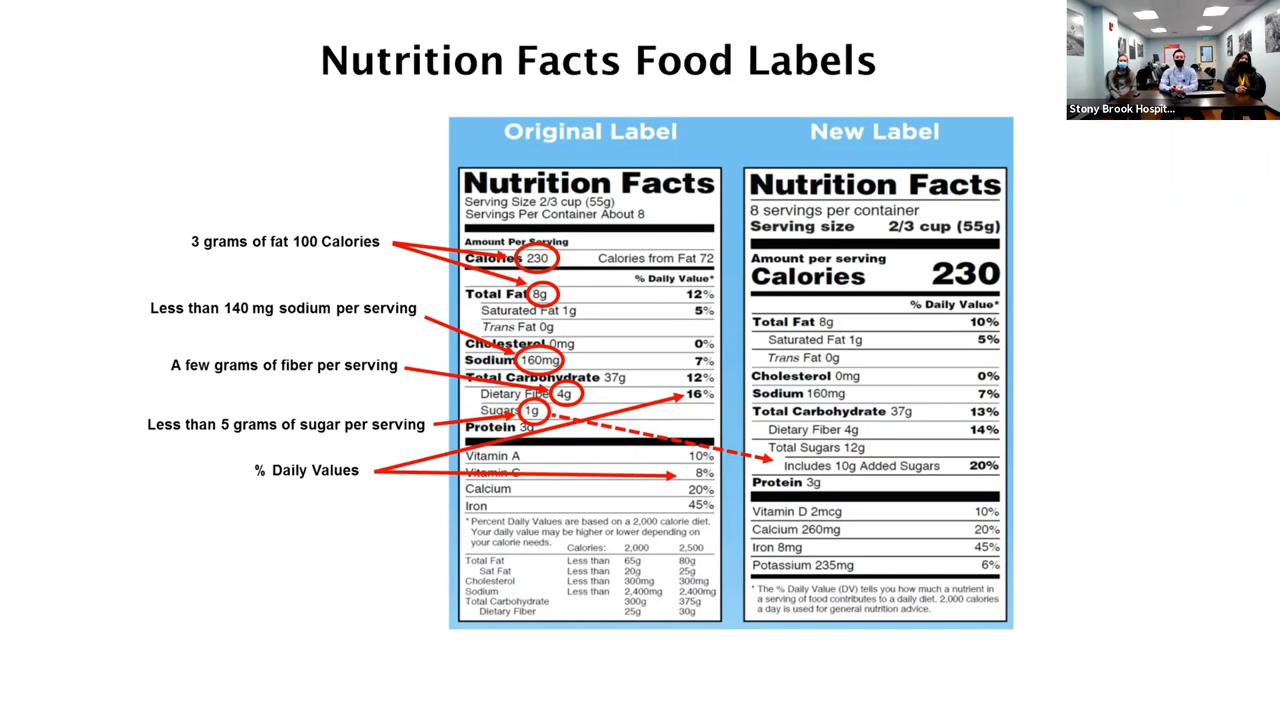 Nutrition Facts Food Labels
Stony Brook Hospit...
3 grams of fat 100 Calories
Less than 140 mg sodium per serving
A few grams of fiber per serving
Less than 5 grams of sugar per serving
% Daily Values
Original Label
Nutrition Facts
Serving Size 2/3 cup (55g)
Servings Per Container About 8
Amount Per Serving
Calories 230 Calories from Fat 72
% Daily Value*
Total Fat 8g 12%
Saturated Fat 1g 5%
Trans Fat 0g
Cholesterol 0mg 0%
Sodium 160mg 7%
Total Carbohydrate 37g 12%
Dietary Fiber 4g 16%
Sugars 1g
Protein 3g
Vitamin A 10%
Vitamin C 8%
Calcium 20%
Iron 45%
* Percent Daily Values are based on a 2,000 calorie diet.
Your daily value may be higher or lower depending on
your calorie needs.
Calories: 2,000 2,500
Total Fat Less than 65g 80g
Sat Fat Less than 20g 25g
Cholesterol Less than 300mg 300mg
Sodium Less than 2,400mg 2,400mg
Total Carbohydrate 300g 375g
Dietary Fiber 25g 30g
New Label
Nutrition Facts
8 servings per container
Serving size 2/3 cup (55g)
Amount per serving
Calories 230
% Daily Value*
Total Fat 8g 10%
Saturated Fat 1g 5%
Trans Fat 0g
Cholesterol 0mg 0%
Sodium 160mg 7%
Total Carbohydrate 37g 13%
Dietary Fiber 4g 14%
Total Sugars 12g
Includes 10g Added Sugars 20%
Protein 3g
Vitamin D 2mcg 10%
Calcium 260mg 20%
Iron 8mg 45%
Potassium 235mg 6%
* The % Daily Value (DV) tells you how much a nutrient in
a serving of food contributes to a daily diet. 2,000 calories
a day is used for general nutrition advice.